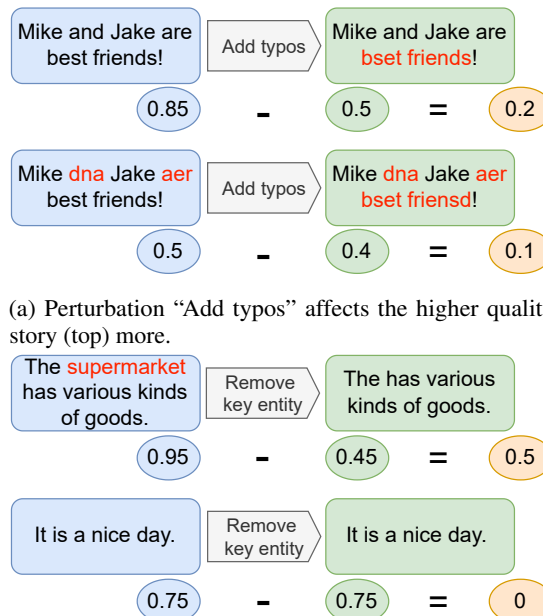 Mike and Jake are
best friends!
Add typos
Mike and Jake are
bset friends!
0.85 - 0.5 = 0.2
Mike dna Jake aer
best friends!
Add typos
Mike dna Jake aer
bset friensd!
0.5 - 0.4 = 0.1
(a) Perturbation “Add typos” affects the higher qualit
story (top) more.
The supermarket
has various kinds
of goods.
Remove
key entity
The has various
kinds of goods.
0.95 - 0.45 = 0.5
It is a nice day.
Remove
key entity
It is a nice day.
0.75 - 0.75 = 0